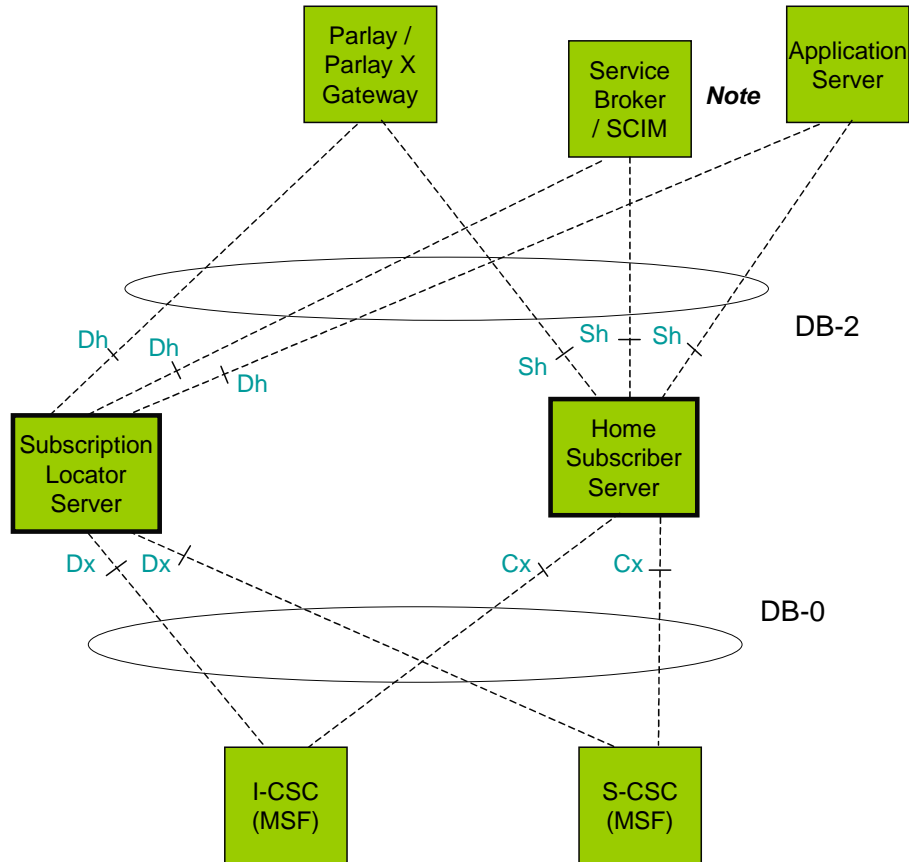 Parlay /
Parlay X
Gateway
Service
Broker
/ SCIM
Note
Application
Server
DB-2
Dh
Dh
Dh
Sh
Sh
Sh
Subscription
Locator
Server
Home
Subscriber
Server
Dx
Dx
Cx
Cx
DB-0
I-CSC
(MSF)
S-CSC
(MSF)